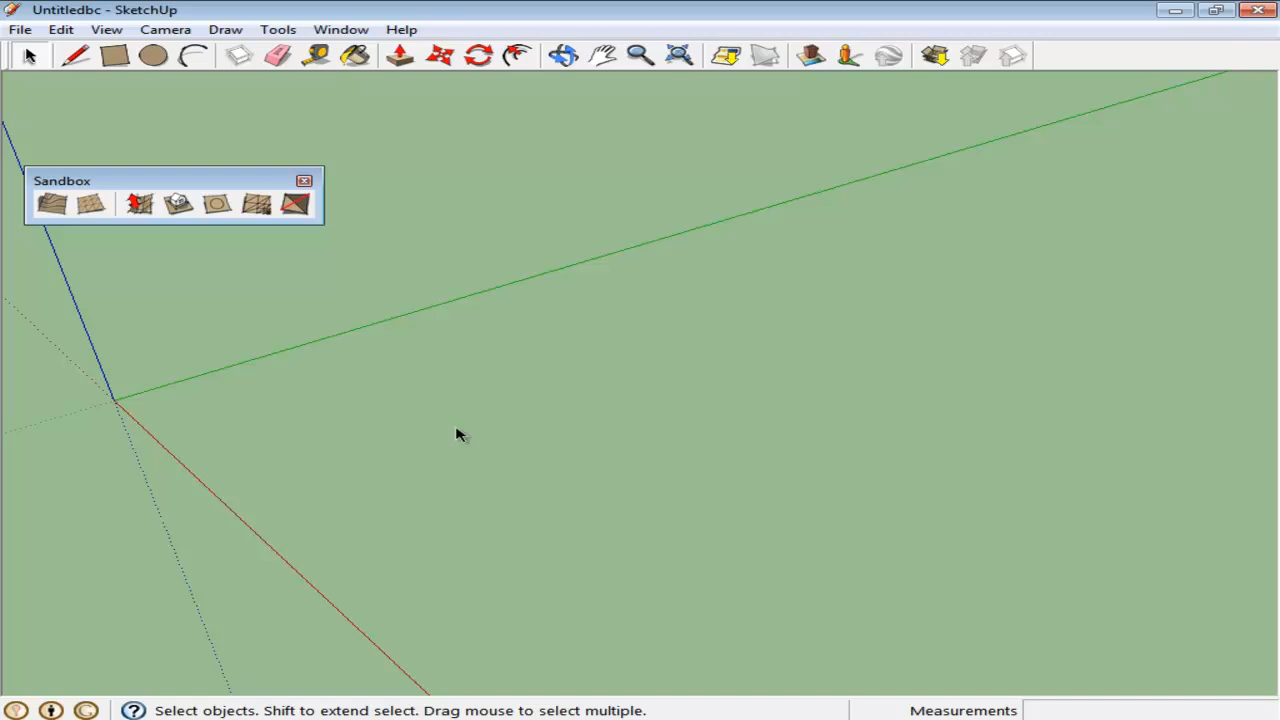 Untitledbc - SketchUp
File Edit View Camera Draw Tools Window Help
Sandbox
Select objects. Shift to extend select. Drag mouse to select multiple. Measurements